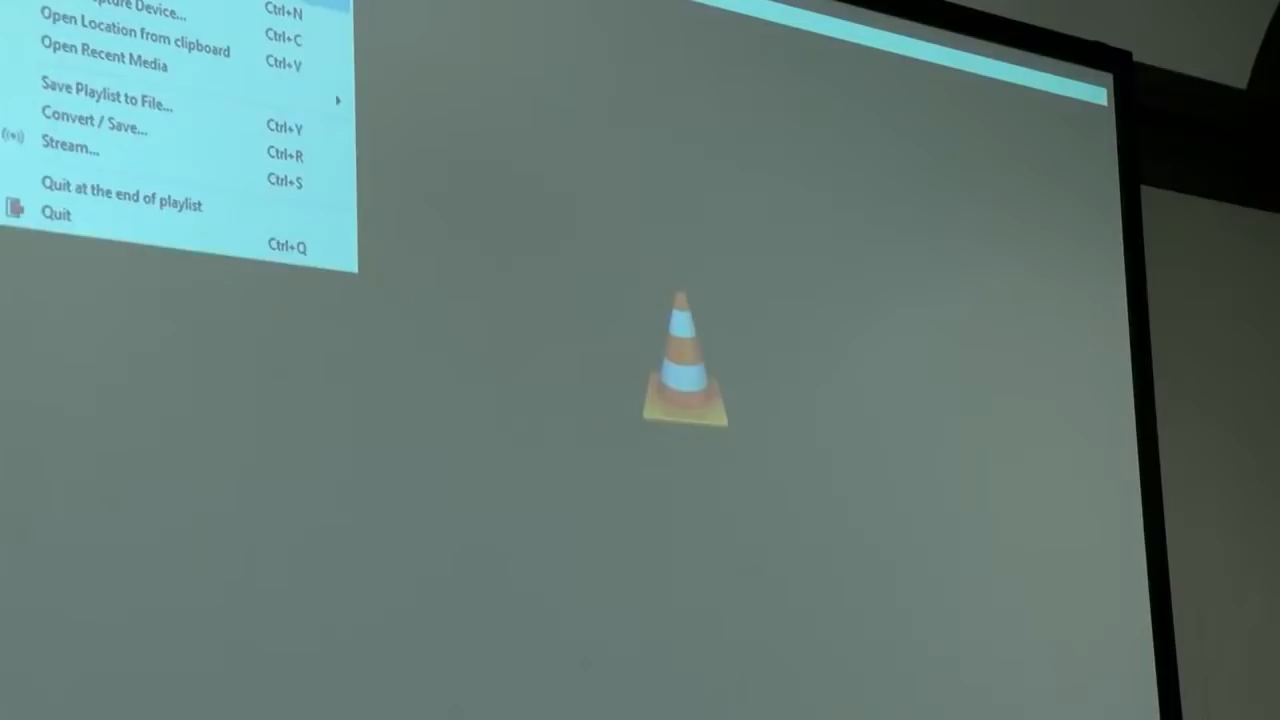 Device... Ctrl+N
Open Location from clipboard Ctrl+C
Open Recent Media Ctrl+V
Save Playlist to File...
Convert / Save... Ctrl+Y
Stream... Ctrl+R
Ctrl+S
Quit at the end of playlist
Quit Ctrl+Q